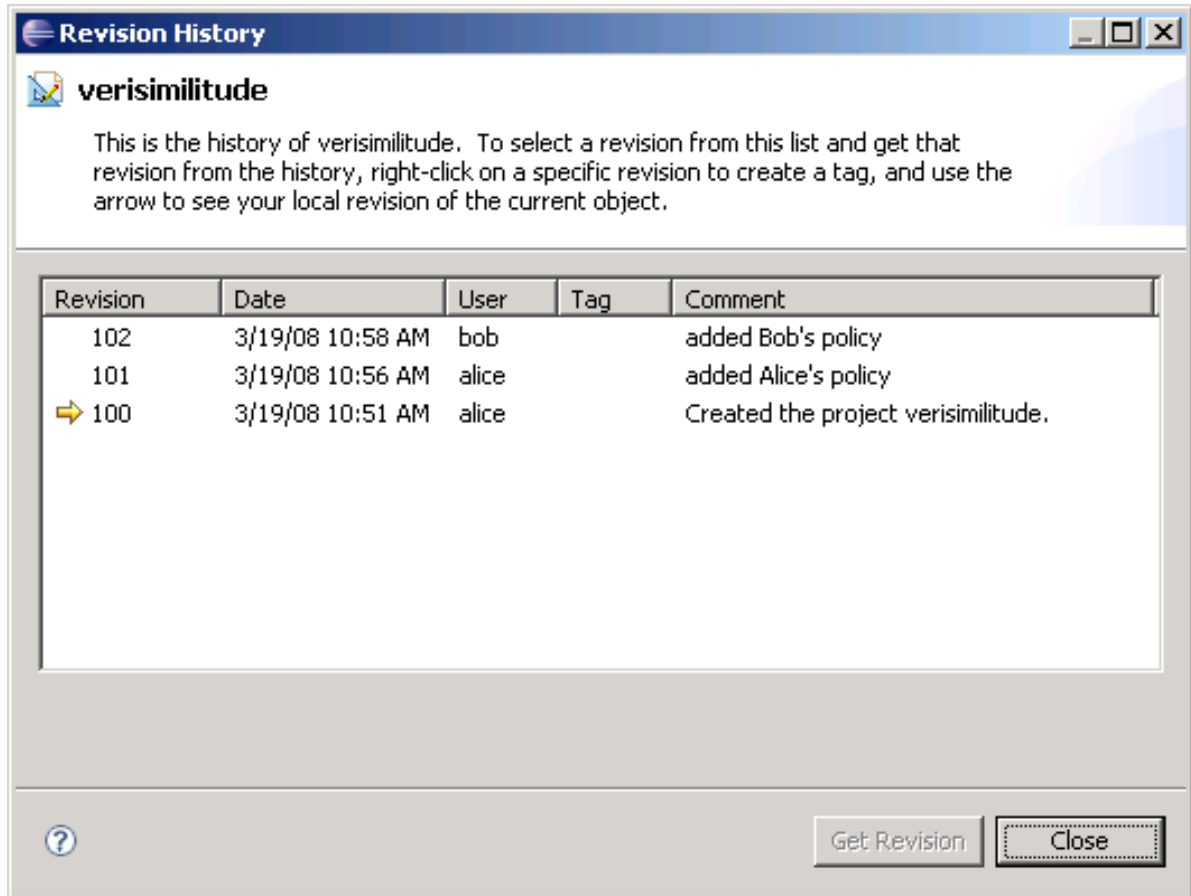 Revision History
verisimilitude
This is the history of verisimilitude.  To select a revision from this list and get that
revision from the history, right-click on a specific revision to create a tag, and use the
arrow to see your local revision of the current object.
Revision Date User Tag Comment
102 3/19/08 10:58 AM bob added Bob's policy
101 3/19/08 10:56 AM alice added Alice's policy
100 3/19/08 10:51 AM alice Created the project verisimilitude.
? Get Revision Close